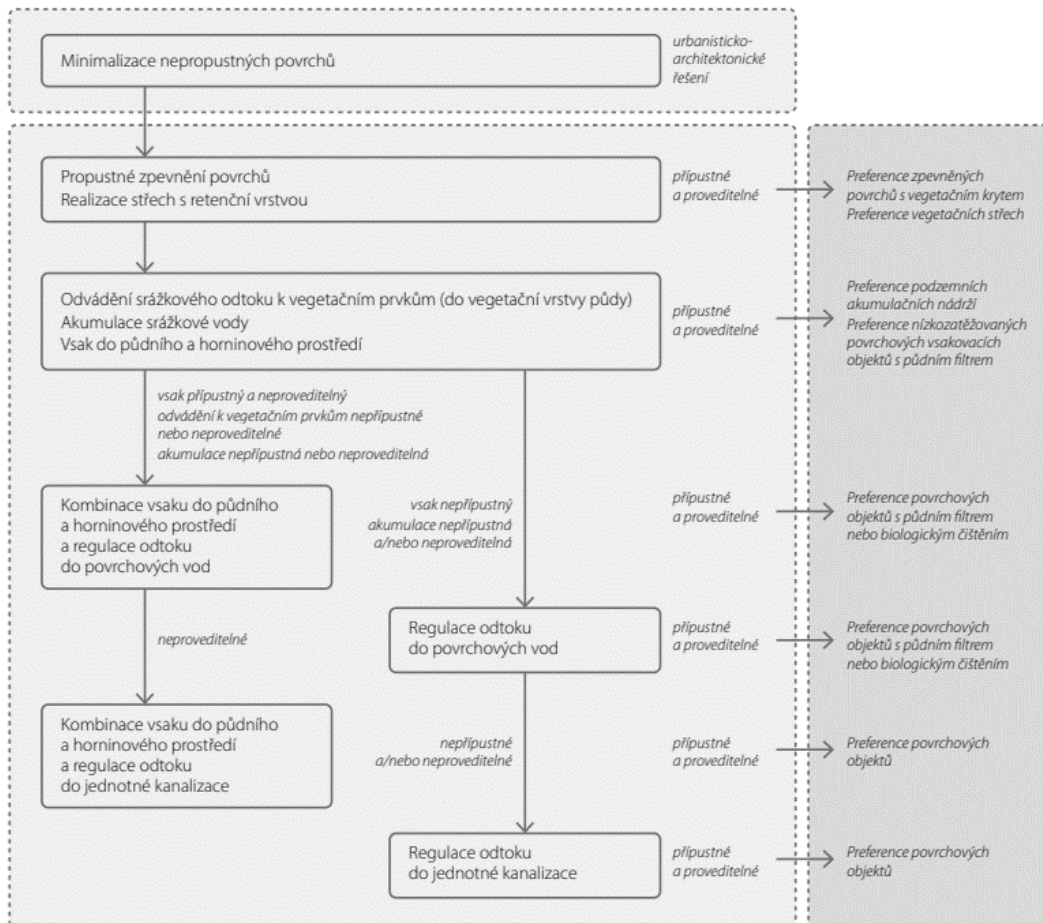 Minimalizace nepropustných povrchů
urbanisticko-
architektonické
řešení
Propustné zpevnění povrchů
Realizace střech s retenční vrstvou
přípustné
a proveditelné
Preference zpevněných
povrchů s vegetačním krytem
Preference vegetačních střech
Odvádění srážkového odtoku k vegetačním prvkům (do vegetační vrstvy půdy)
Akumulace srážkové vody
Vsak do půdního a horninového prostředí
přípustné
a proveditelné
Preference podzemních
akumulačních nádrží
Preference nízkozatěžovaných
povrchových vsakovacích
objektů s půdním filtrem
vsak přípustný a neproveditelný
odvádění k vegetačním prvkům nepřípustné
nebo neproveditelné
akumulace nepřípustná nebo neproveditelná
Kombinace vsaku do půdního
a horninového prostředí
a regulace odtoku
do povrchových vod
vsak nepřípustný
akumulace nepřípustná
a/nebo neproveditelná
přípustné
a proveditelné
Preference povrchových
objektů s půdním filtrem
nebo biologickým čištěním
neproveditelné
Regulace odtoku
do povrchových vod
přípustné
a proveditelné
Preference povrchových
objektů s půdním filtrem
nebo biologickým čištěním
Kombinace vsaku do půdního
a horninového prostředí
a regulace odtoku
do jednotné kanalizace
nepřípustné
a/nebo neproveditelné
přípustné
a proveditelné
Preference povrchových
objektů
Regulace odtoku
do jednotné kanalizace
přípustné
a proveditelné
Preference povrchových
objektů